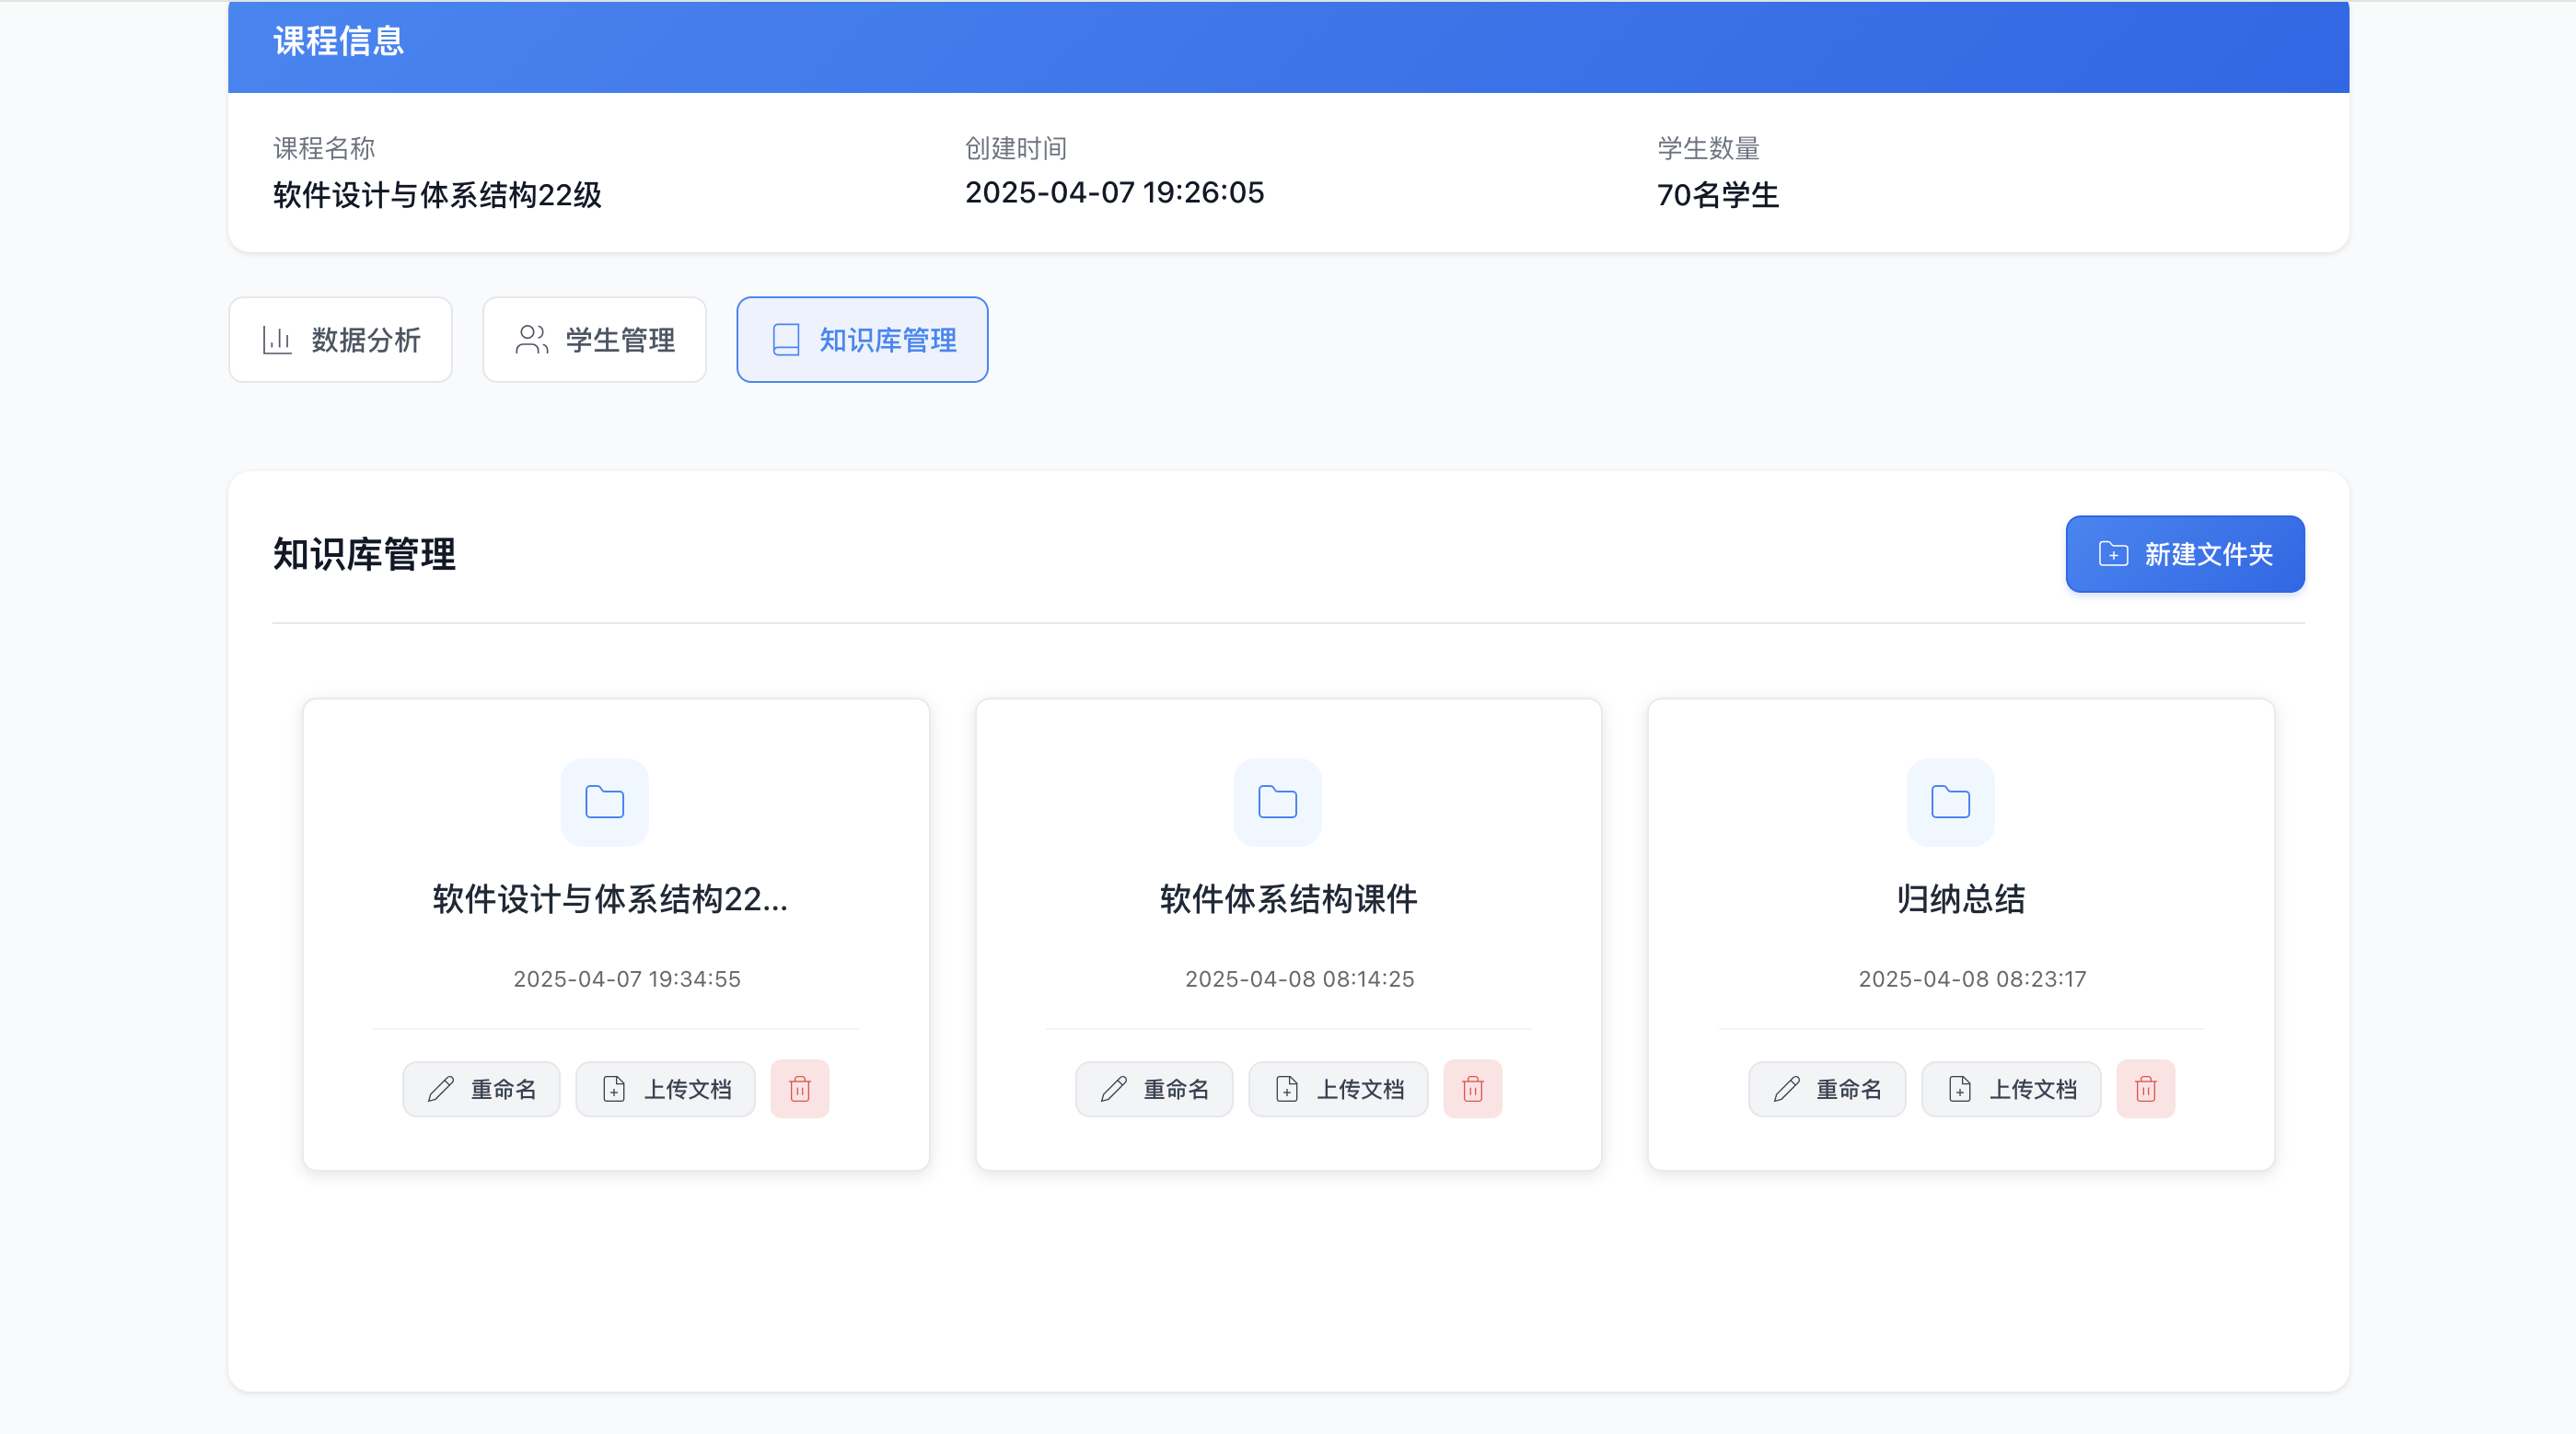 课程信息
课程名称
软件设计与体系结构22级
创建时间
2025-04-07 19:26:05
学生数量
70名学生
数据分析
学生管理
知识库管理
知识库管理
新建文件夹
软件设计与体系结构22...
2025-04-07 19:34:55
重命名
上传文档
软件体系结构课件
2025-04-08 08:14:25
重命名
上传文档
归纳总结
2025-04-08 08:23:17
重命名
上传文档